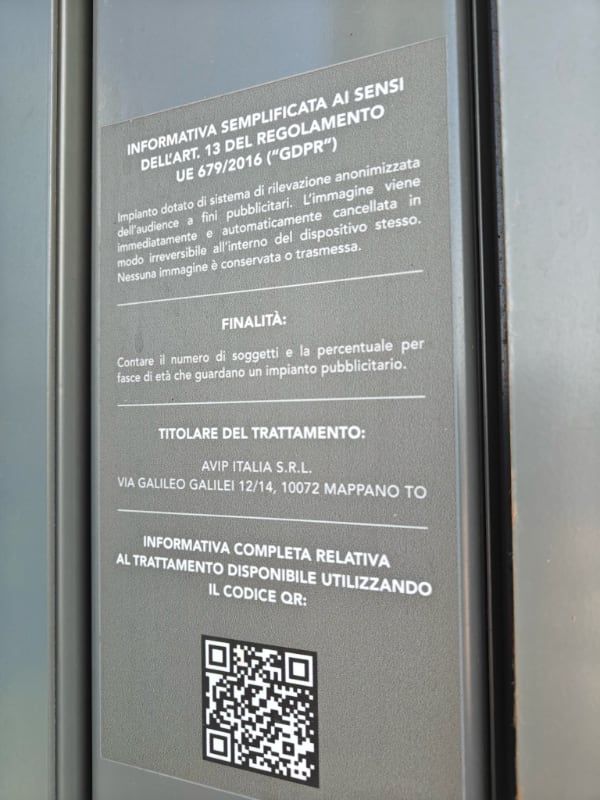 INFORMATIVA SEMPLIFICATA AI SENSI
DELL'ART. 13 DEL REGOLAMENTO
UE 679/2016 ("GDPR")
Impianto dotato di sistema di rilevazione anonimizzata
dell'audience a fini pubblicitari. L'immagine viene
immediatamente e automaticamente cancellata in
modo irreversibile all'interno del dispositivo stesso.
Nessuna immagine è conservata o trasmessa.
FINALITÀ:
Contare il numero di soggetti e la percentuale per
fasce di età che guardano un impianto pubblicitario.
TITOLARE DEL TRATTAMENTO:
AVIP ITALIA S.R.L.
VIA GALILEO GALILEI 12/14, 10072 MAPPANO TO
INFORMATIVA COMPLETA RELATIVA
AL TRATTAMENTO DISPONIBILE UTILIZZANDO
IL CODICE QR: